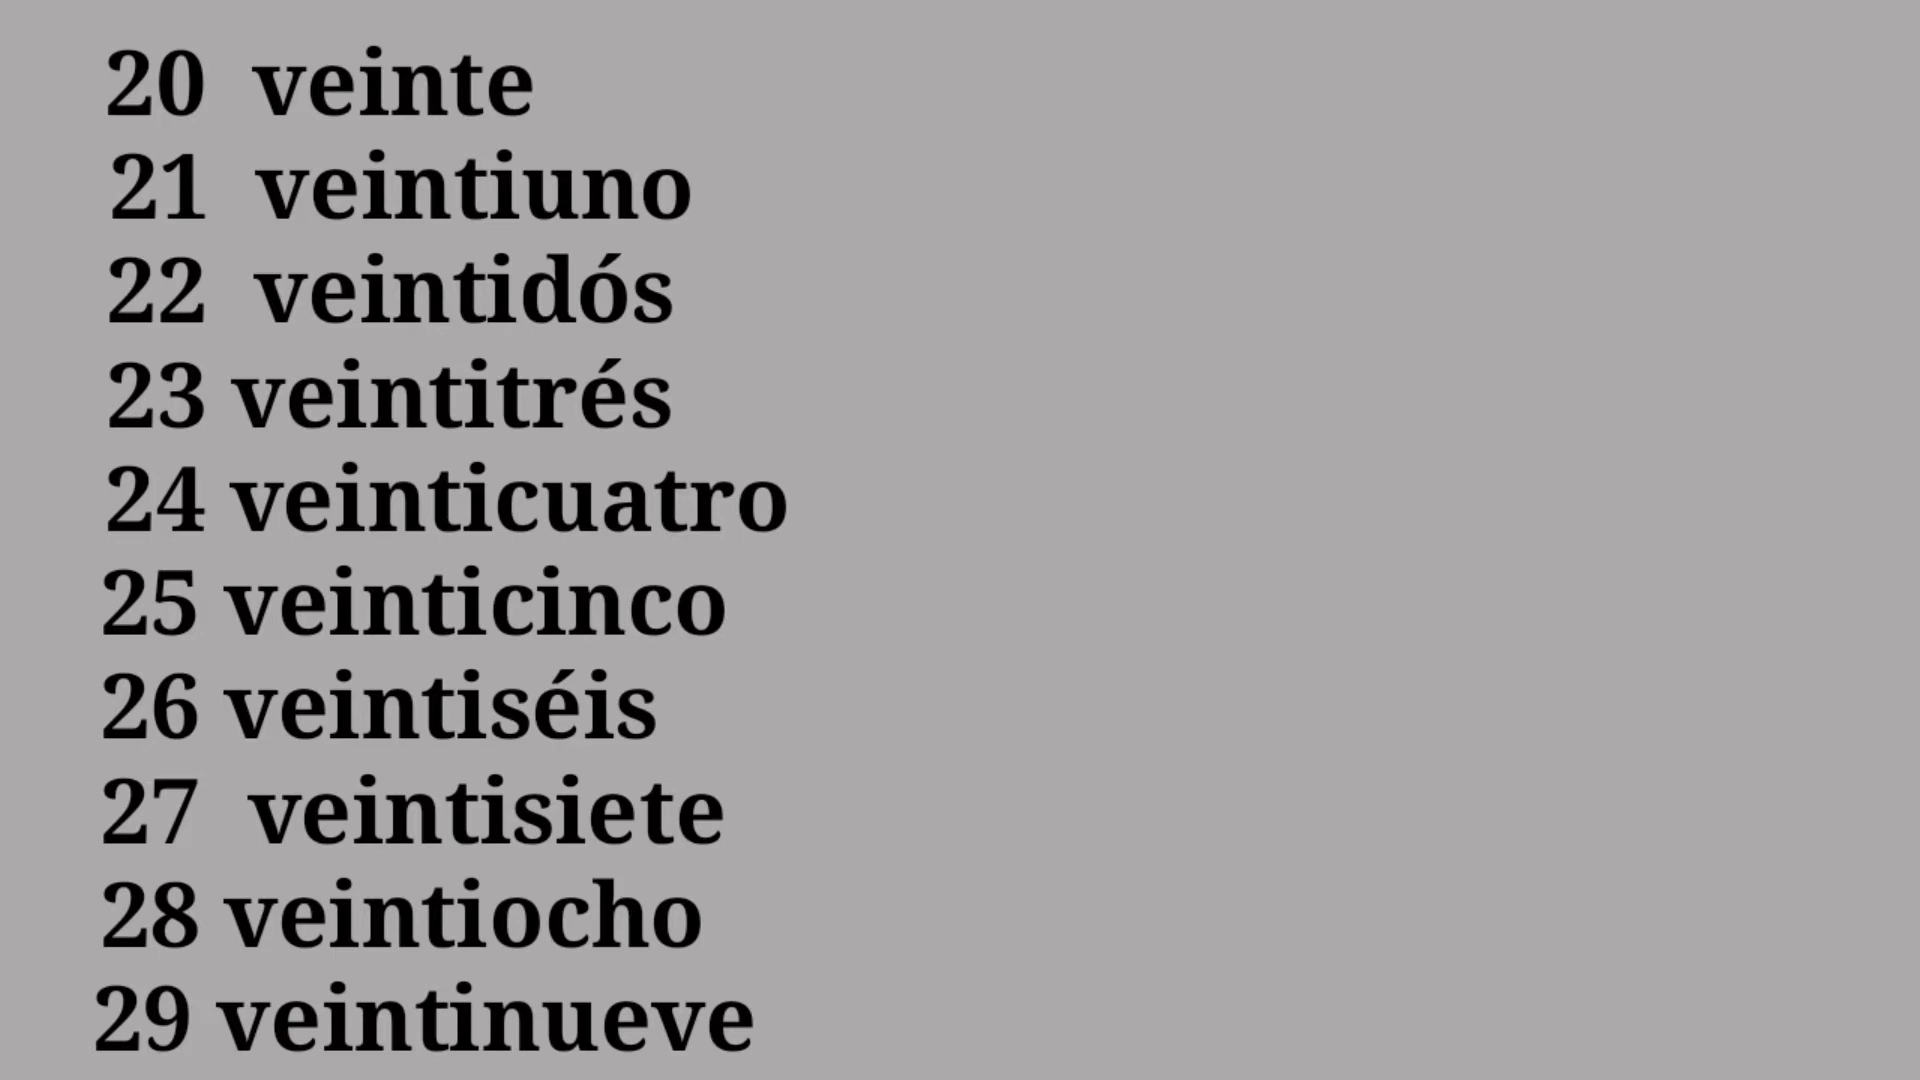 20 veinte
21 veintiuno
22 veintidós
23 veintitrés
24 veinticuatro
25 veinticinco
26 veintiséis
27 veintisiete
28 veintiocho
29 veintinueve